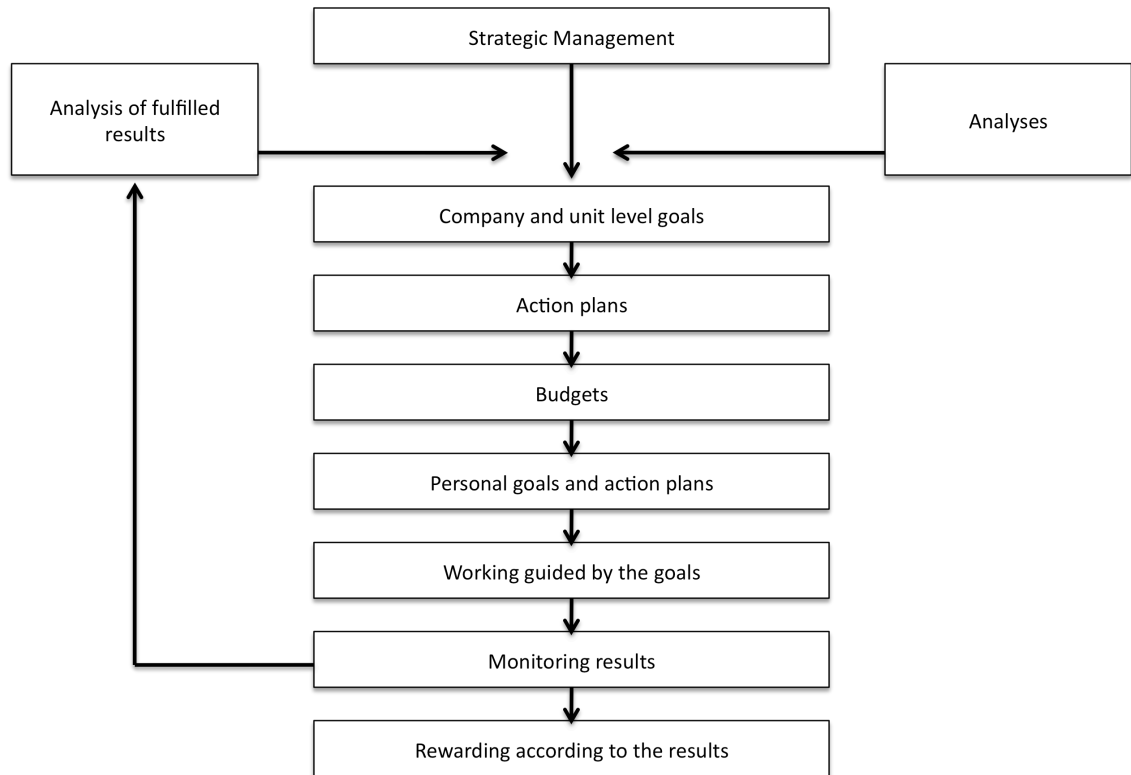 Strategic Management
Analysis of fulfilled
results
Analyses
Company and unit level goals
Action plans
Budgets
Personal goals and action plans
Working guided by the goals
Monitoring results
Rewarding according to the results